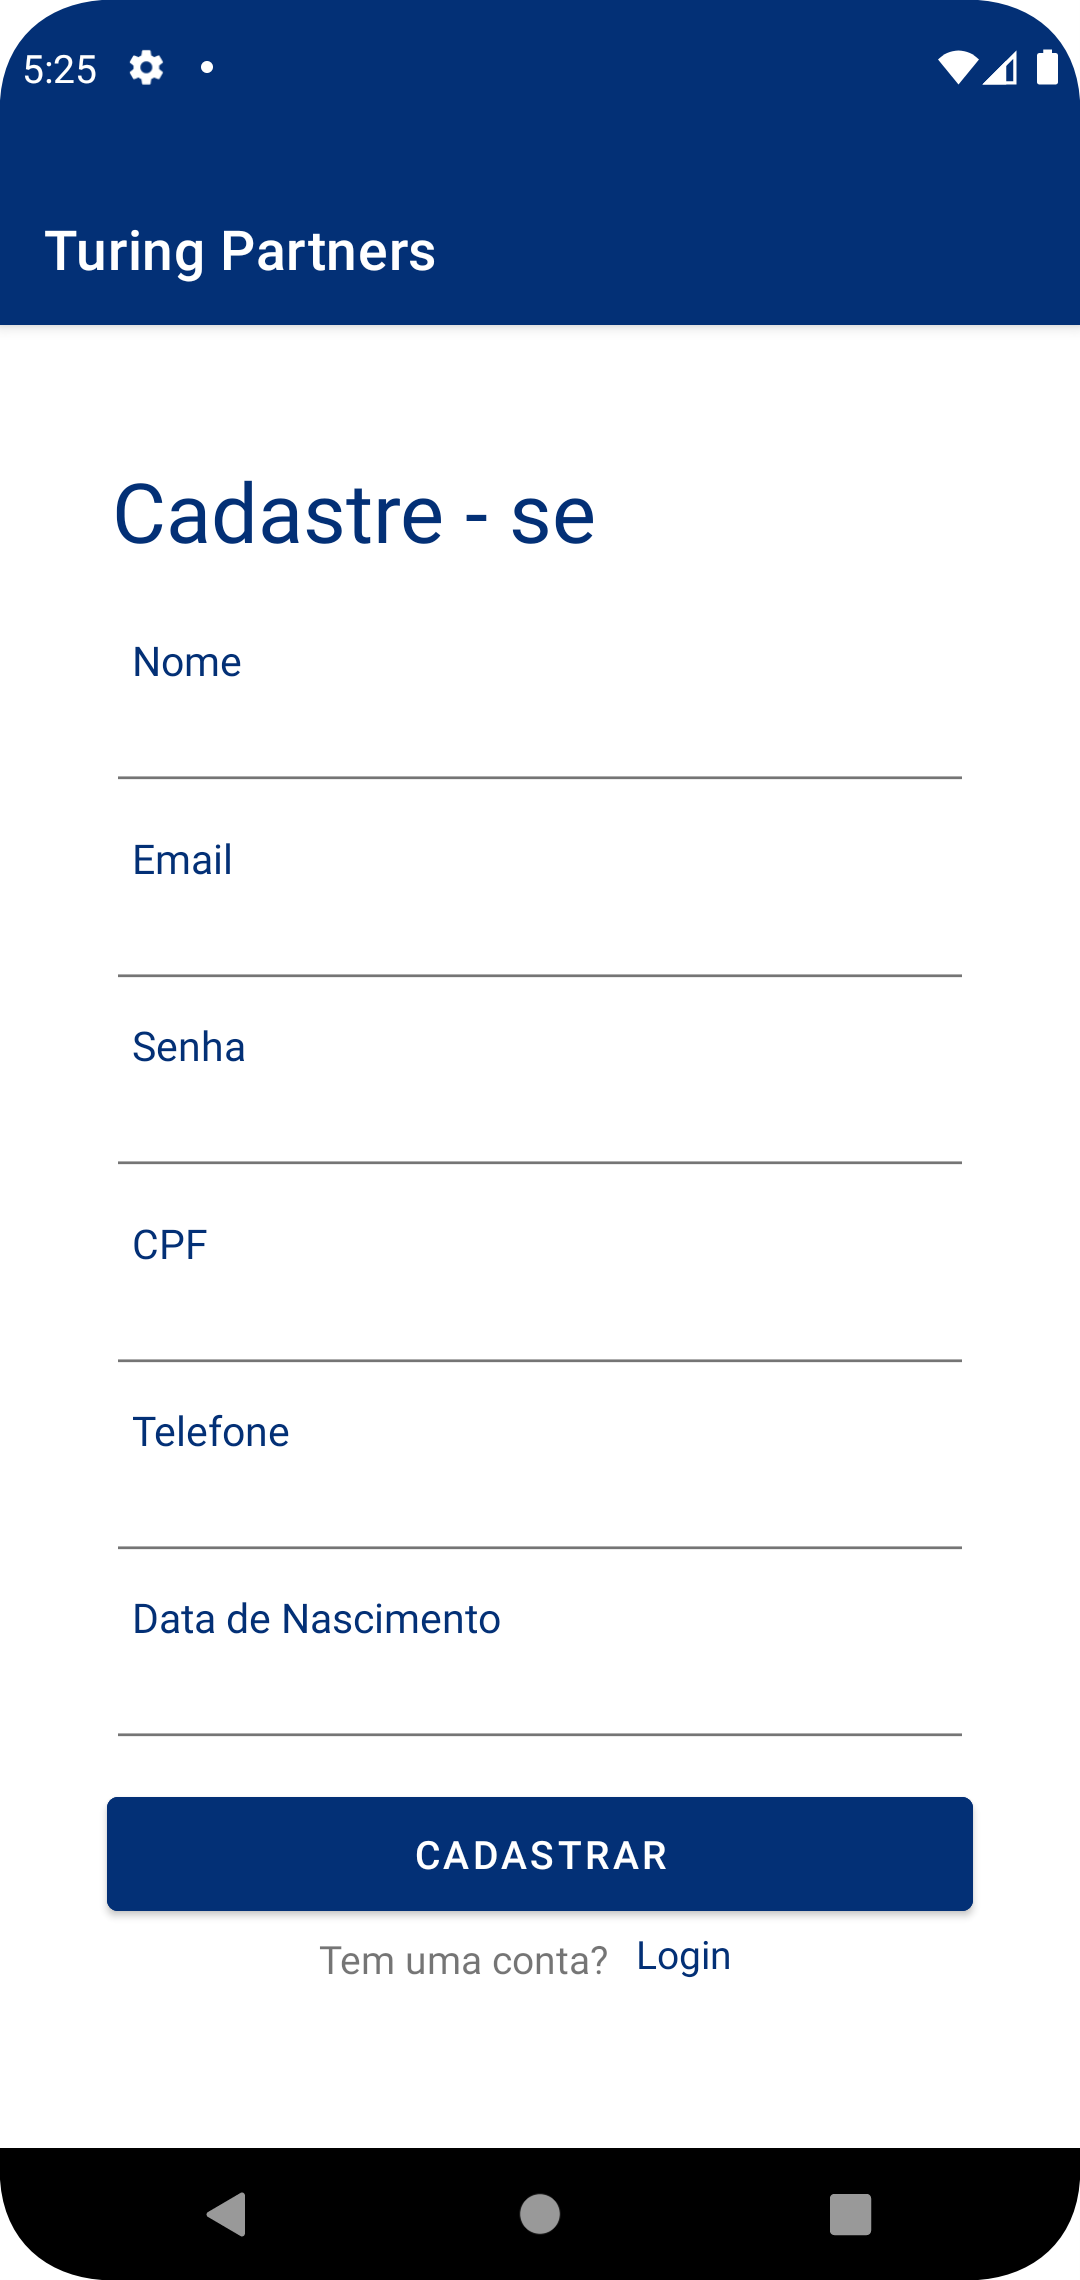 5:25
Turing Partners
Cadastre - se
Nome
Email
Senha
CPF
Telefone
Data de Nascimento
CADASTRAR
Tem uma conta? Login